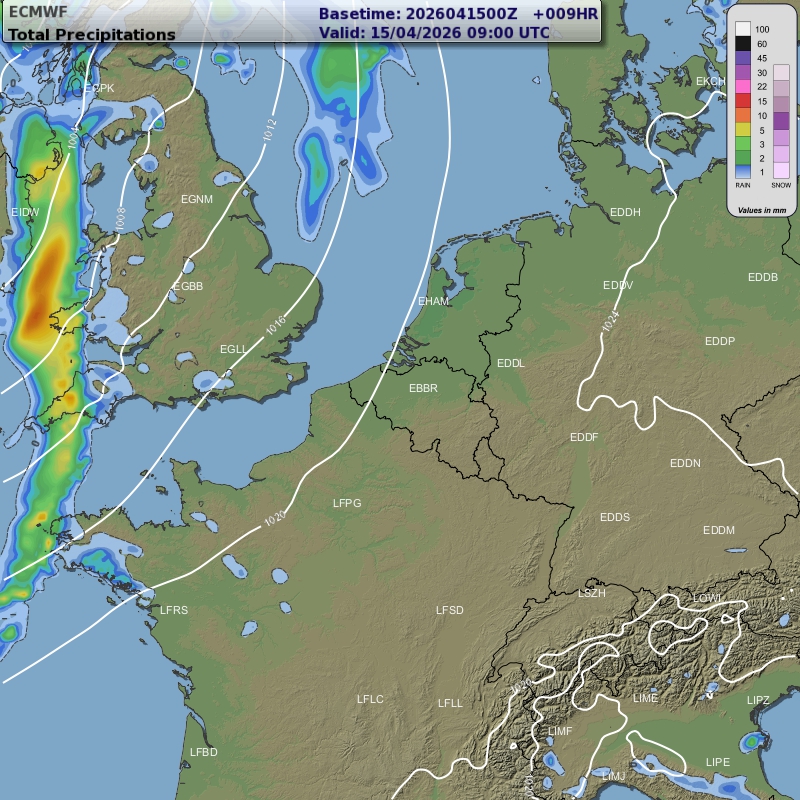 ECMWF
Basetime: 2026041500Z +009HR
Total Precipitations
Valid: 15/04/2026 09:00 UTC
100
60
45
30
22
15
10
5
3
2
1
RAIN
SNOW
Values in mm
EGPK
EKCH
1004
1012
EIDW
EGNM
1008
EDDH
EGBB
EDDV
EDDB
EHAM
1016
1024
EGLL
EDDP
EDDL
EBBR
EDDF
EDDN
LFPG
1020
EDDS
EDDM
LFRS
LFSD
LSZH
LOWI
1020
LFLC
LFLL
LIME
LIPZ
LIMF
LFBD
LIPE
LIMJ
1020